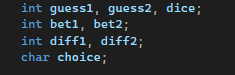 int guess1, guess2, dice;
int bet1, bet2;
int diff1, diff2;
char choice;